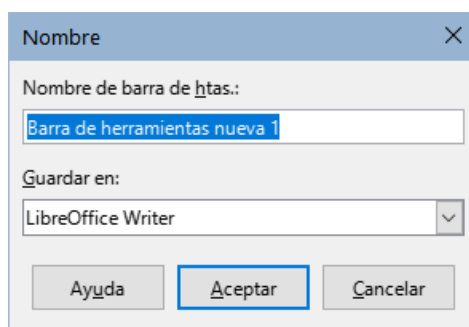 Nombre
Nombre de barra de htas.:
Barra de herramientas nueva 1
Guardar en:
LibreOffice Writer
Ayuda Aceptar Cancelar